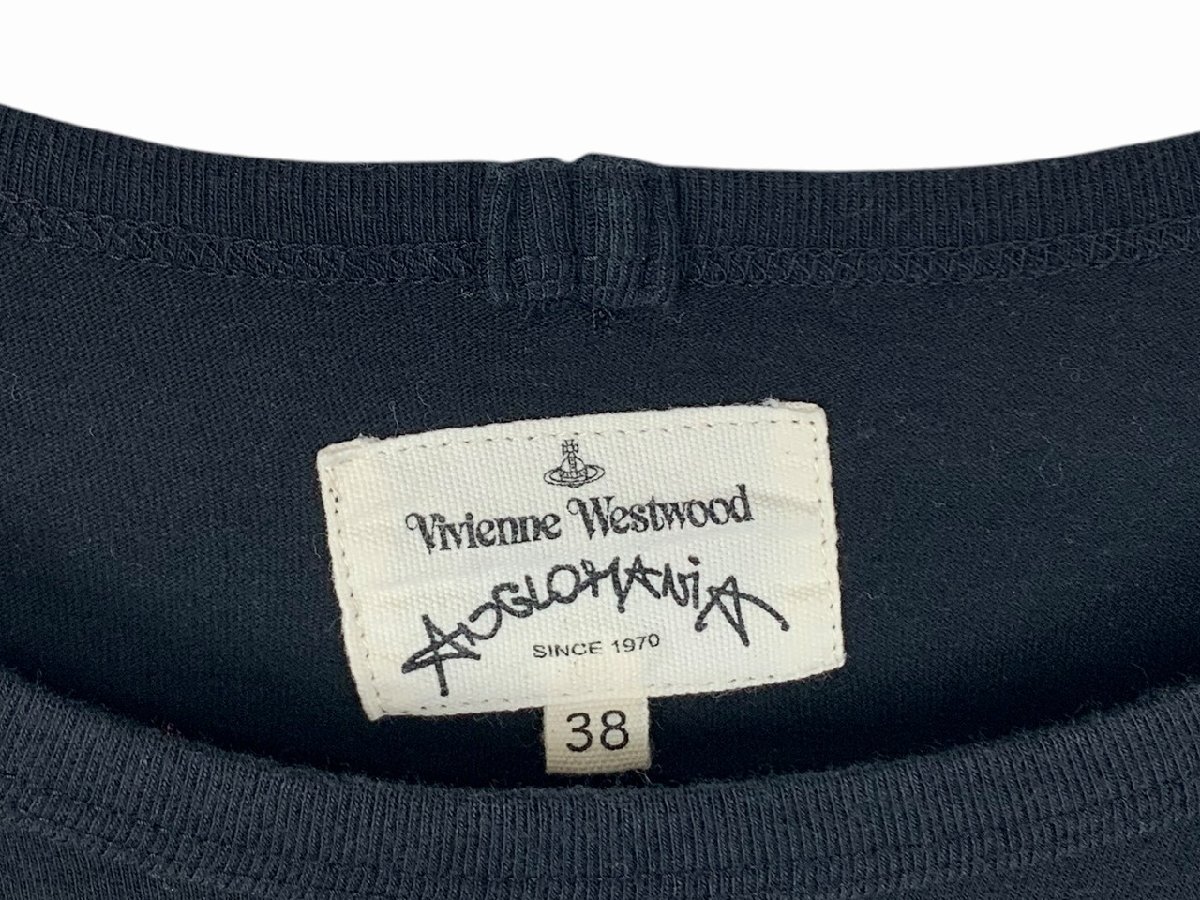 Vivienne Westwood
ANGLOMANiA
SINCE 1970
38